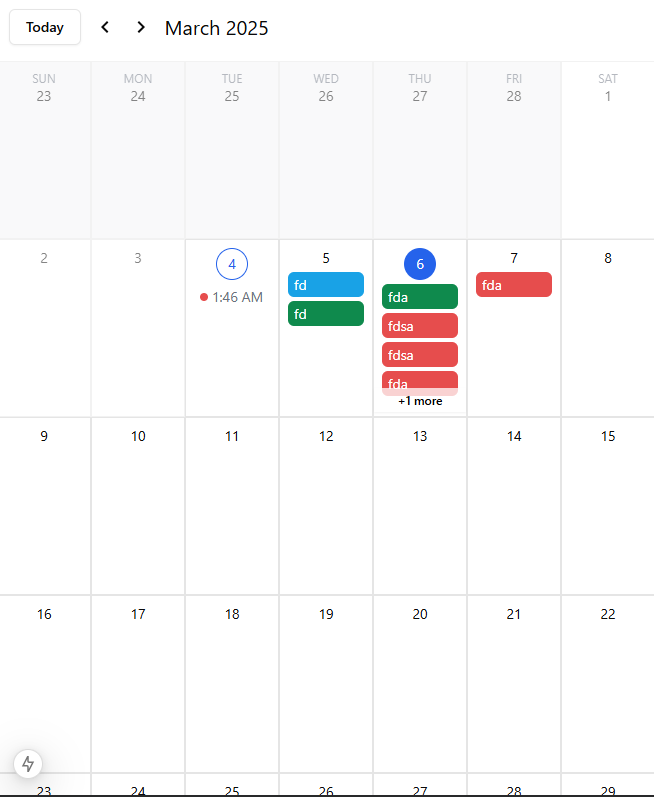 Today March 2025
SUN MON TUE WED THU FRI SAT
23 24 25 26 27 28 1
2 3 4 5 6 7 8
fd fda fda
1:46 AM
fd fdsa
fdsa
fda
+1 more
9 10 11 12 13 14 15
16 17 18 19 20 21 22
23 24 25 26 27 28 29